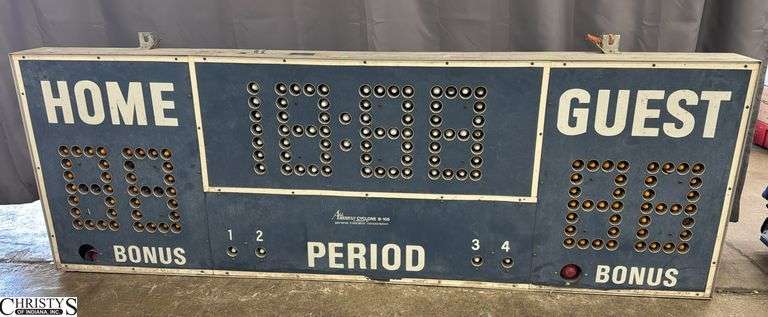 HOME
GUEST
BONUS
1 2
PERIOD
3 4
BONUS
CHRISTY'S
OF INDIANA, INC.